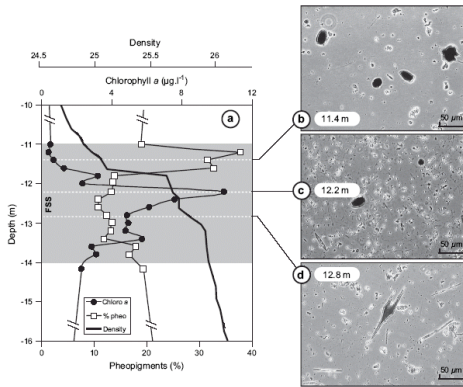 Density
24.5 25 25.5 26
Chlorophyll a (µg.l⁻¹)
0 4 8 12
-10
-11
-12
-13
-14
-15
-16
Depth (m)
FSS
a
Chloro a
% pheo
Density
0 10 20 30 40
Pheopigments (%)
b 11.4 m
50 µm
c 12.2 m
50 µm
d 12.8 m
50 µm